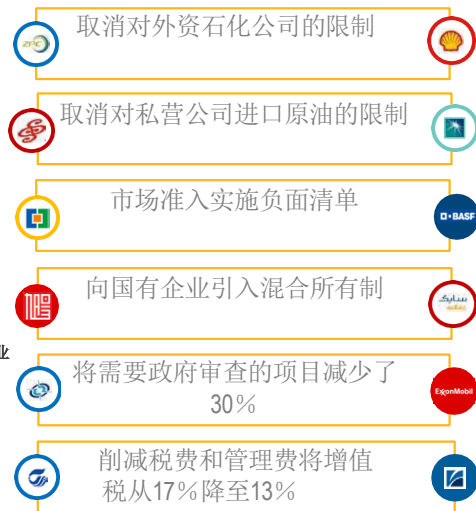 取消对外资石化公司的限制
ZPC
取消对私营公司进口原油的限制
市场准入实施负面清单
BASF
向国有企业引入混合所有制
سابك
业
将需要政府审查的项目减少了
30%
ExxonMobil
削减税费和管理费将增值
税从17%降至13%